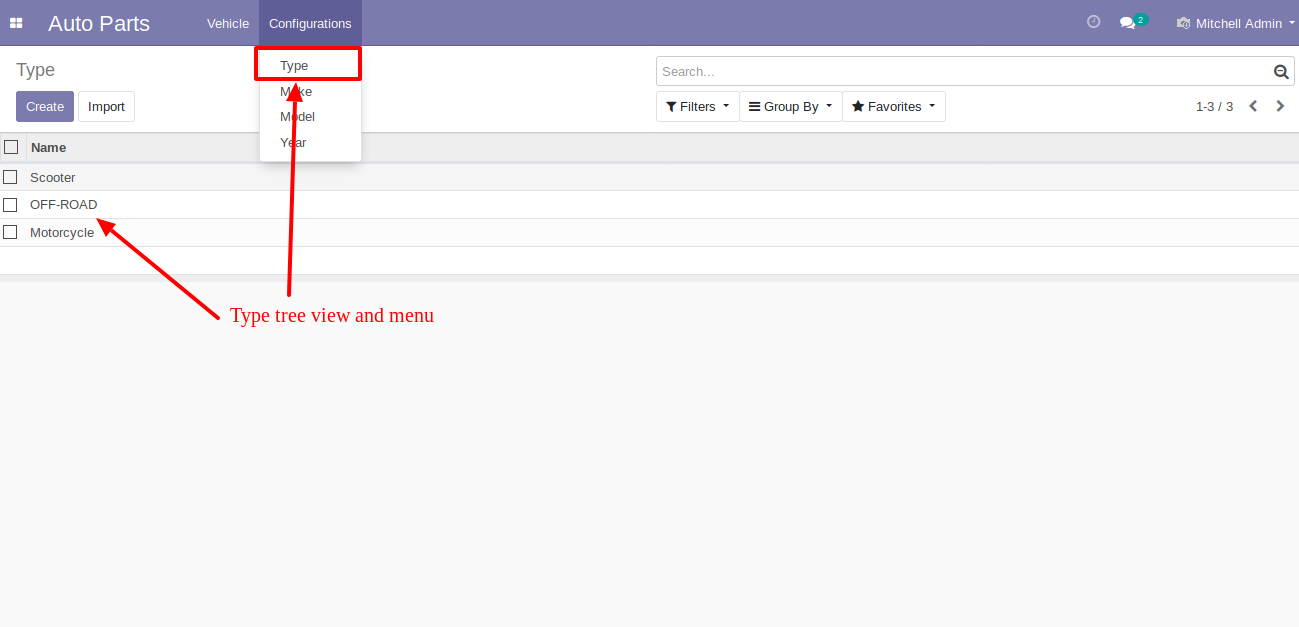 Auto Parts Vehicle Configurations 2 Mitchell Admin
Type
Type
Search...
Make
Create Import
Filters Group By Favorites 1-3 / 3
Model
Year
Name
Scooter
OFF-ROAD
Motorcycle
Type tree view and menu